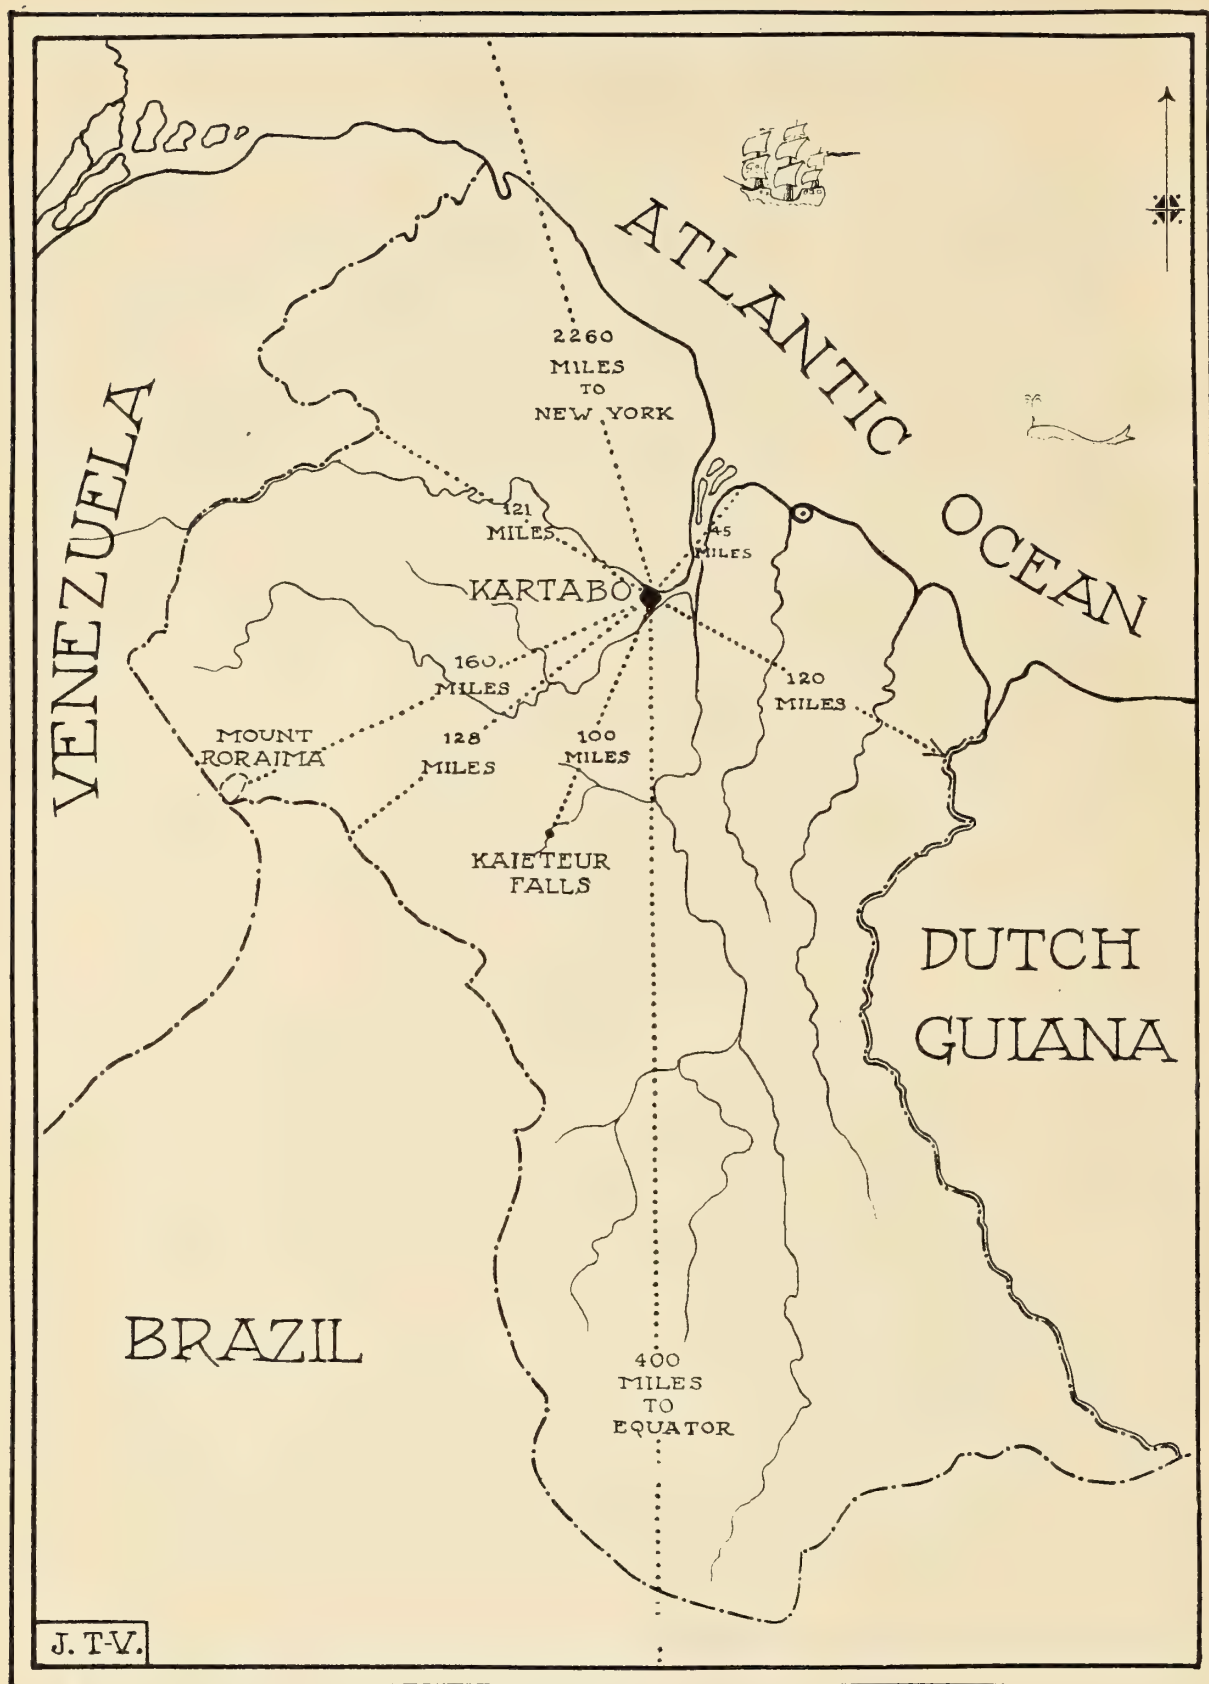 ATLANTIC
OCEAN
2260
MILES
TO
NEW YORK
VENEZUELA
121
MILES
45
MILES
KARTABO
160
MILES
120
MILES
MOUNT
RORAIMA
128
MILES
100
MILES
KAIETEUR
FALLS
DUTCH
GUIANA
BRAZIL
400
MILES
TO
EQUATOR
J. T-V.